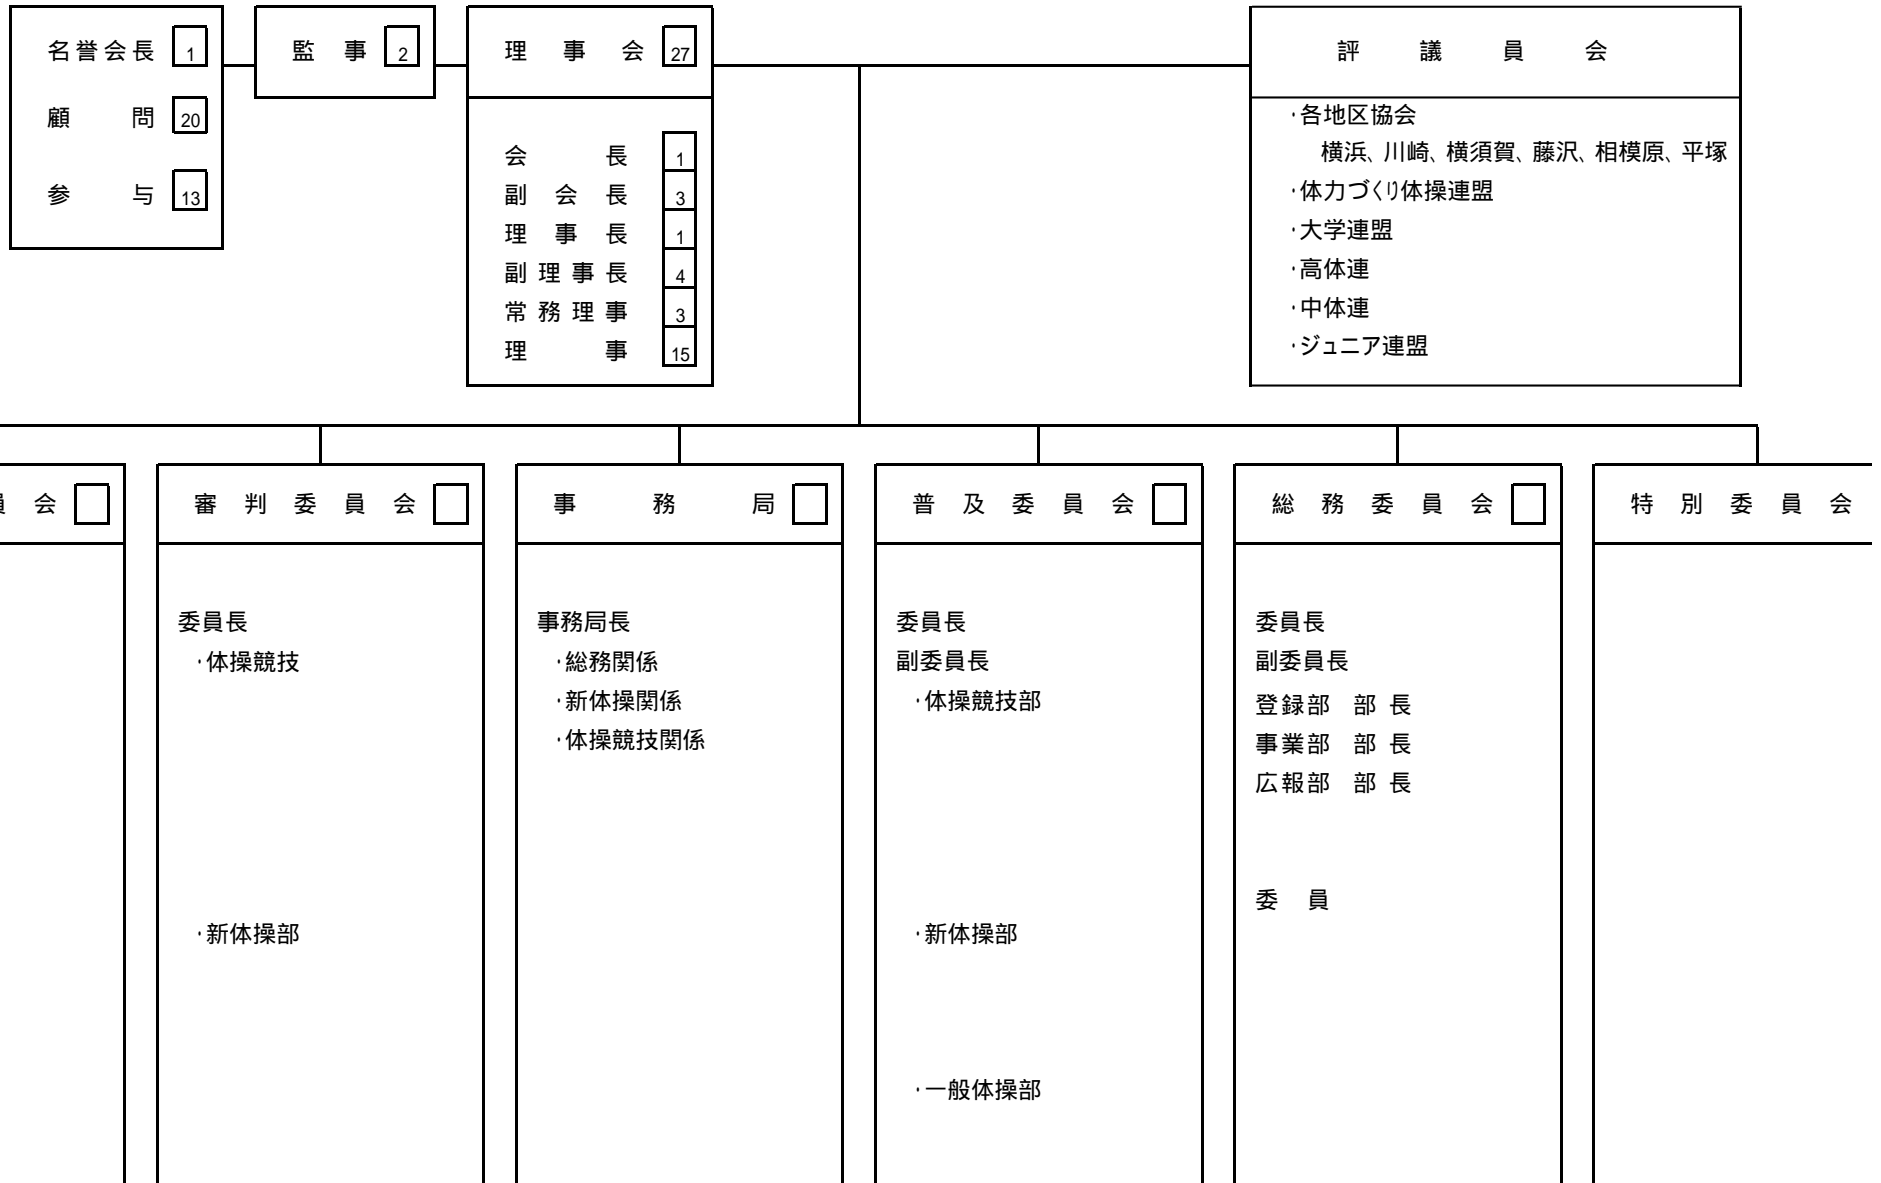 名誉会長 1
顧問 20
参与 13
監事 2
理事会 27
会長 1
副会長 3
理事長 1
副理事長 4
常務理事 3
理事 15
評議員会
・各地区協会
横浜、川崎、横須賀、藤沢、相模原、平塚
・体力づくり体操連盟
・大学連盟
・高体連
・中体連
・ジュニア連盟
会
審判委員会
委員長
・体操競技
・新体操部
事務局
事務局長
・総務関係
・新体操関係
・体操競技関係
普及委員会
委員長
副委員長
・体操競技部
・新体操部
・一般体操部
総務委員会
委員長
副委員長
登録部 部長
事業部 部長
広報部 部長
委員
特別委員会